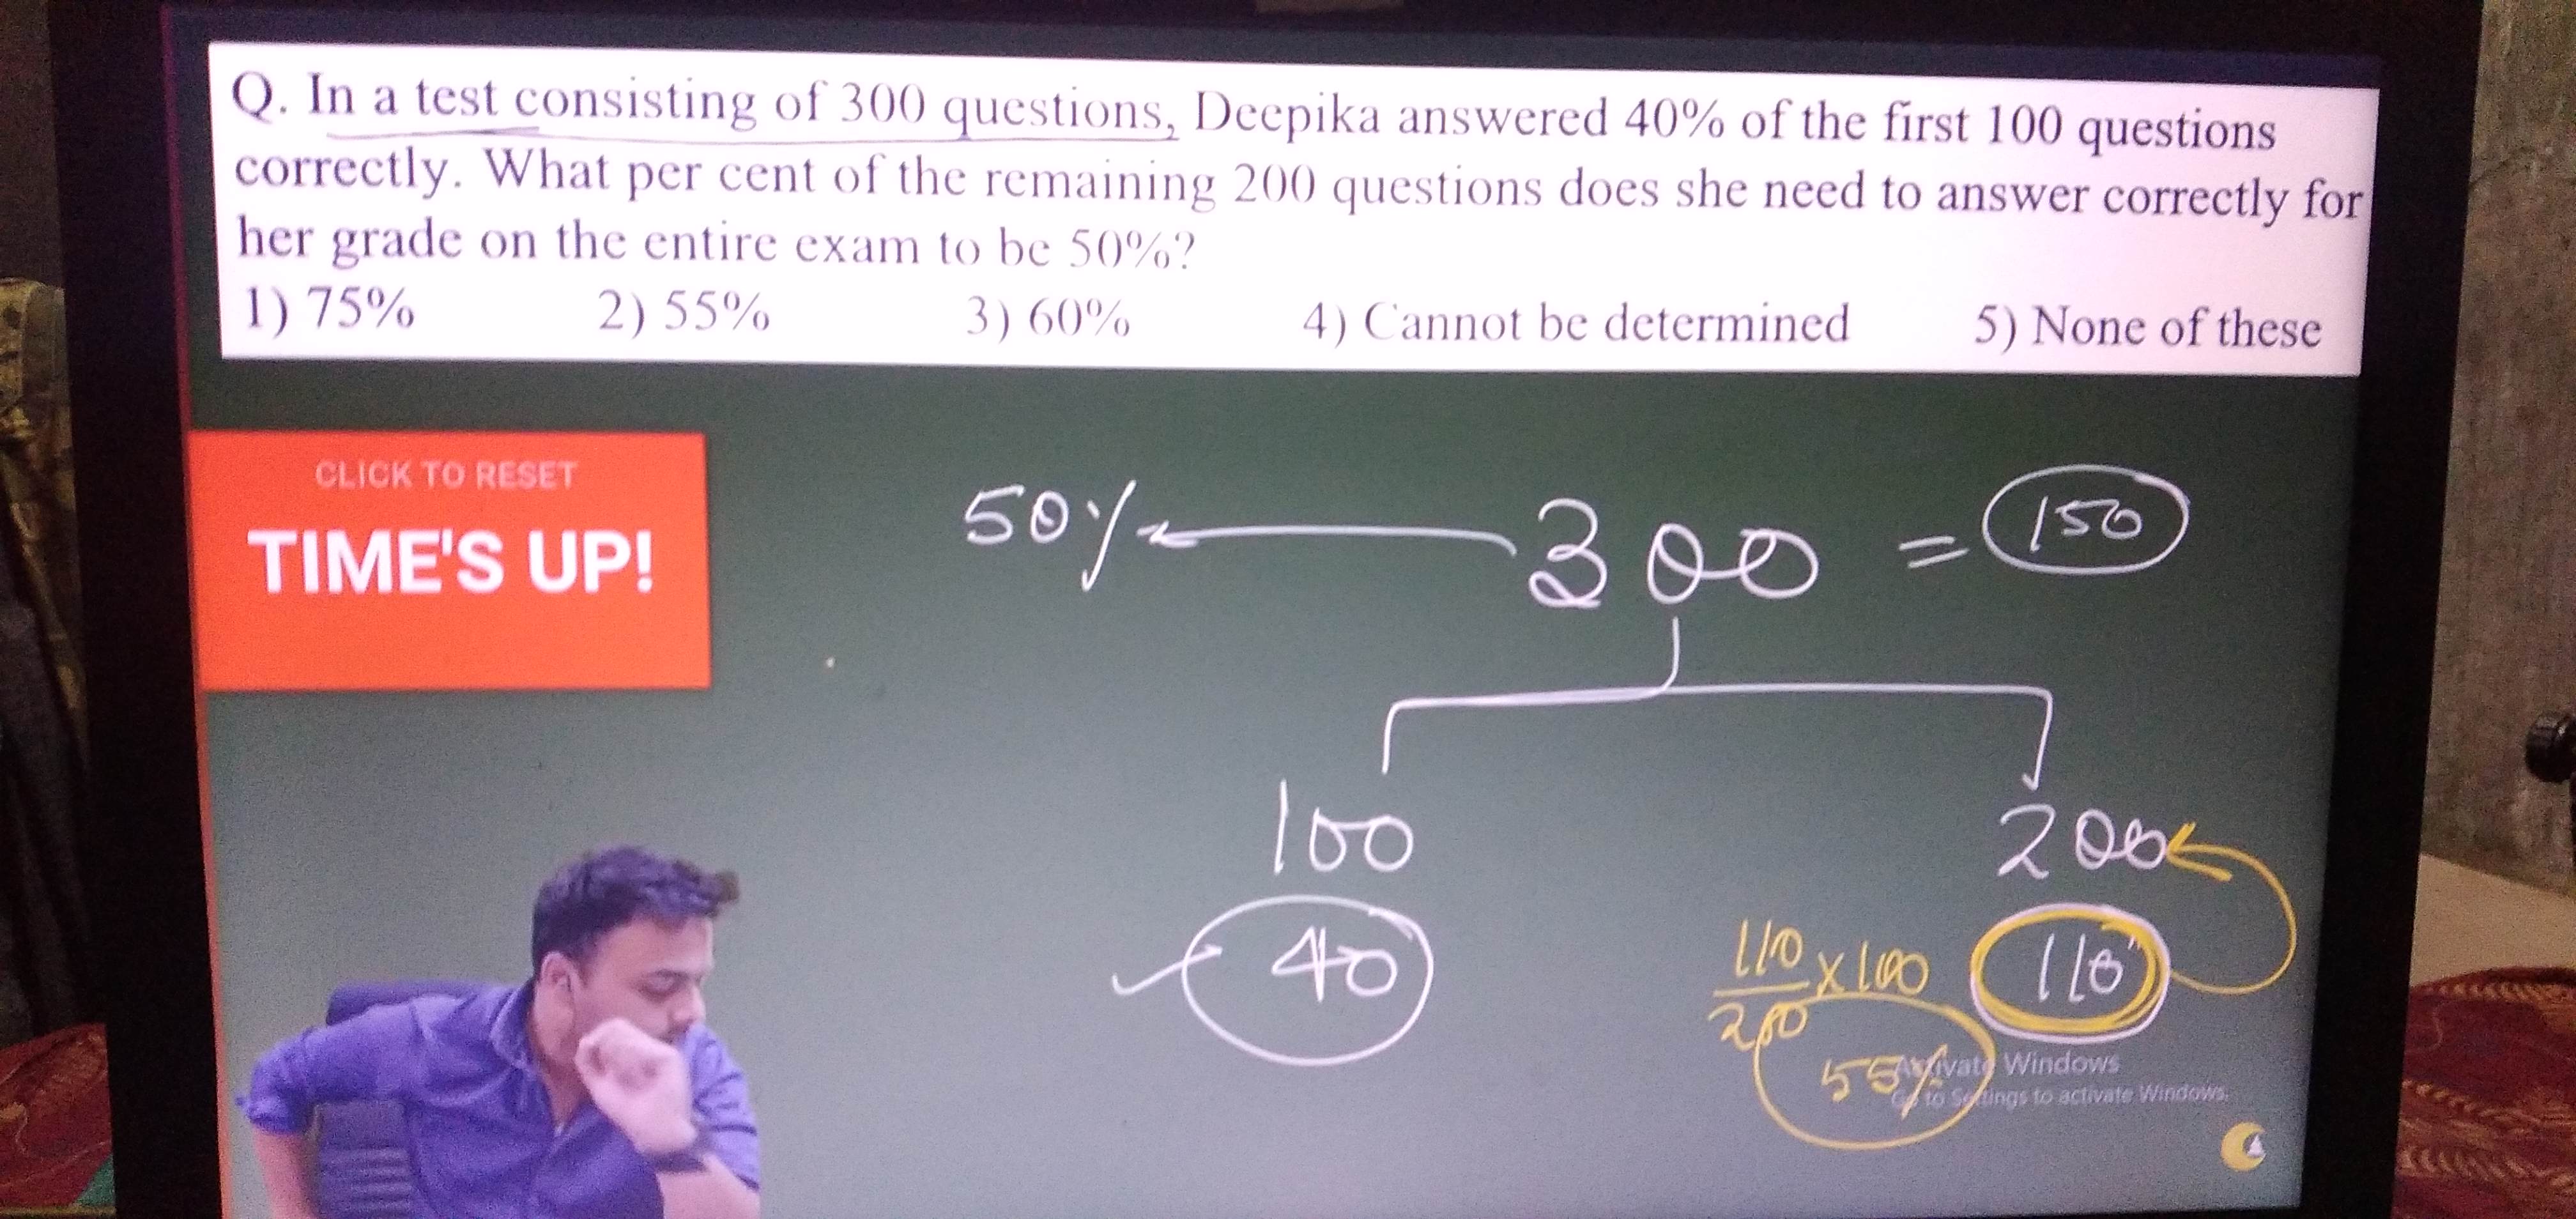 Q. In a test consisting of 300 questions, Deepika answered 40% of the first 100 questions
correctly. What per cent of the remaining 200 questions does she need to answer correctly for
her grade on the entire exam to be 50%?
1) 75% 2) 55% 3) 60% 4) Cannot be determined 5) None of these
CLICK TO RESET
TIME'S UP!
50% 300 = 150
100 200
40 110/200 x 100 110
55%
Activate Windows
Go to Settings to activate Windows.